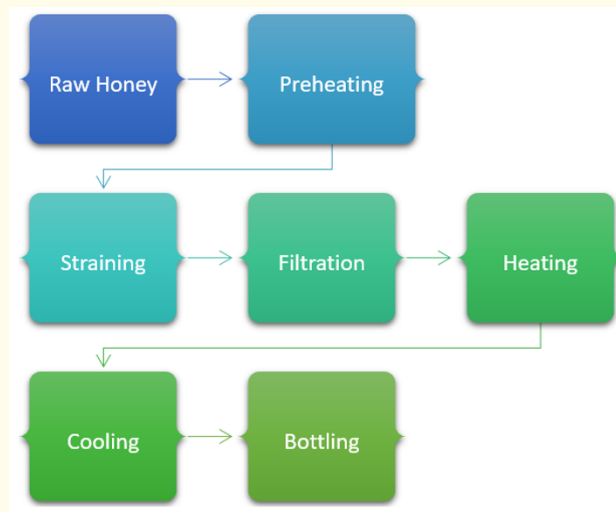 Raw Honey
Preheating
Straining
Filtration
Heating
Cooling
Bottling